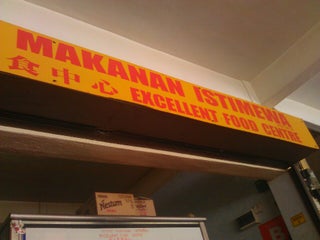 MAKANAN ISTIMEWA
食中心 EXCELLENT FOOD CENTRE
Nestum
B